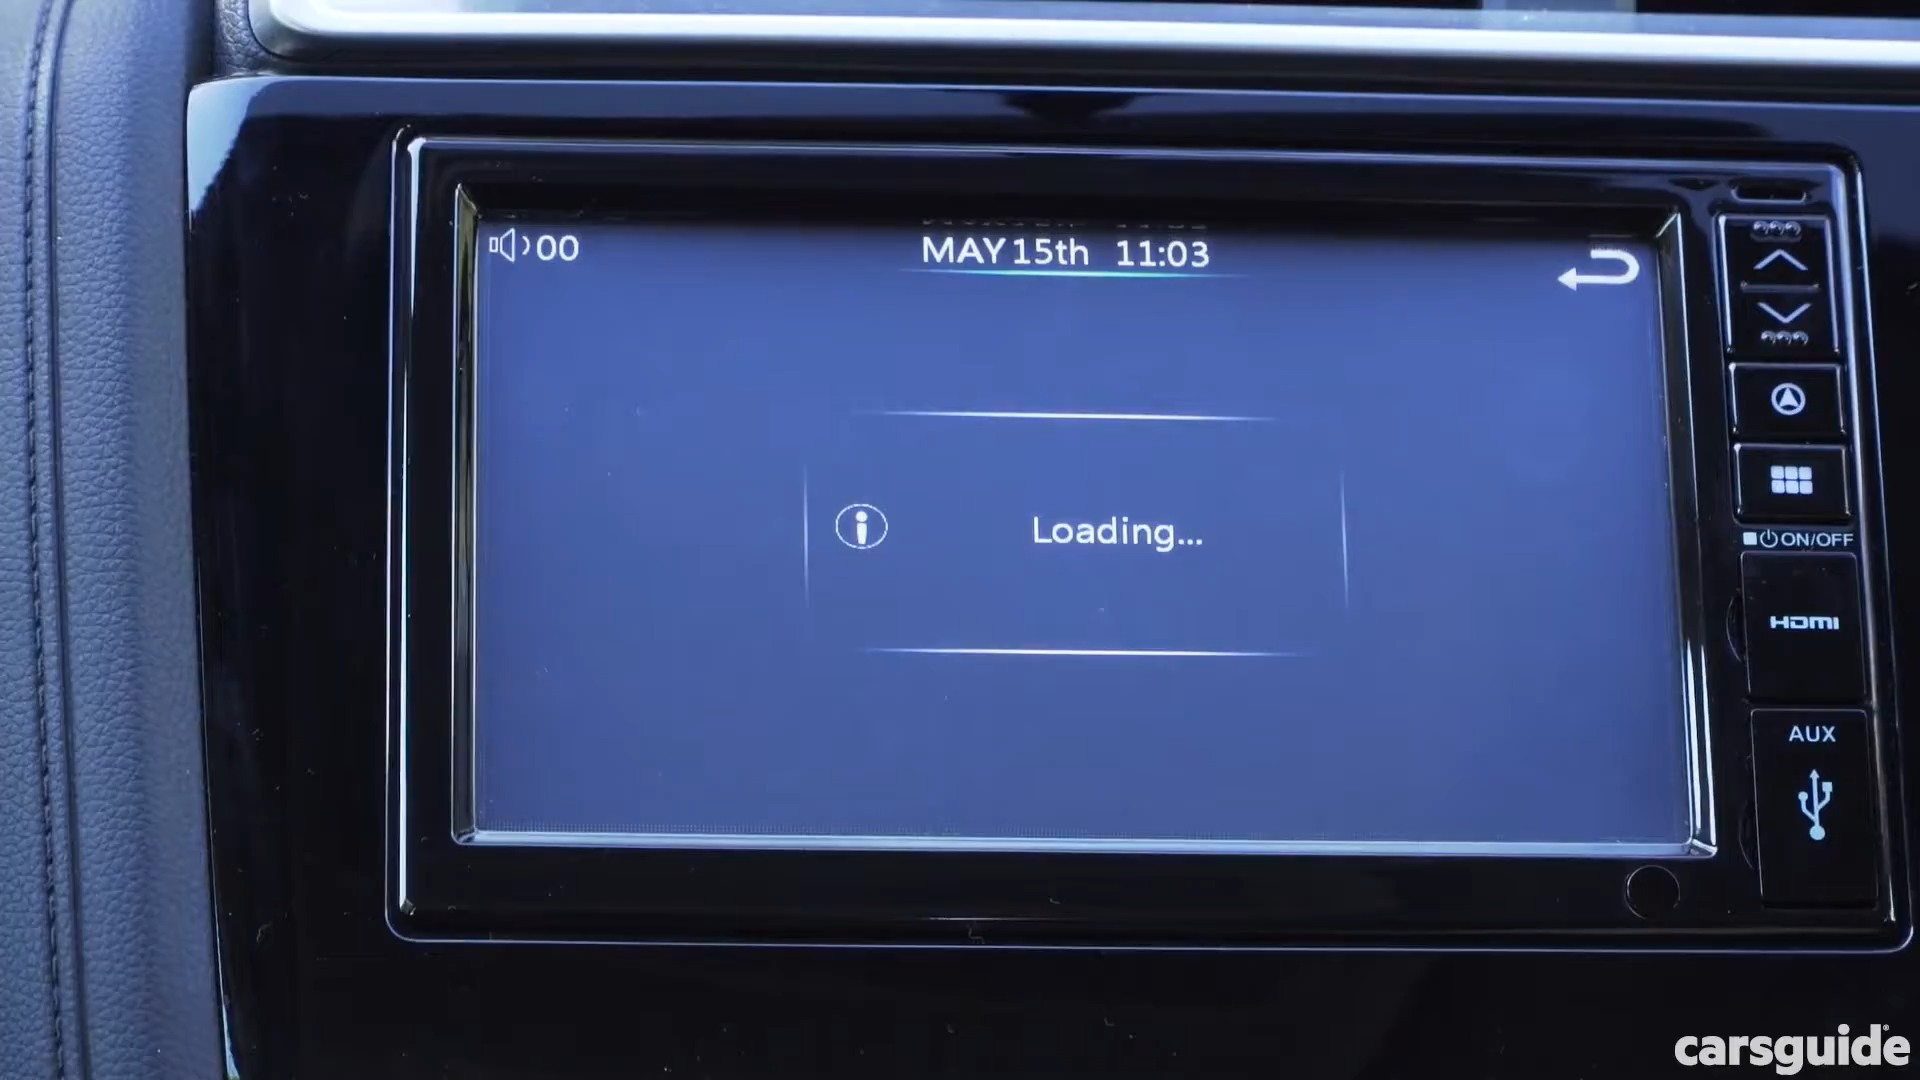 00
MAY 15th 11:03
Loading...
ON/OFF
HDMI
AUX
carsguide